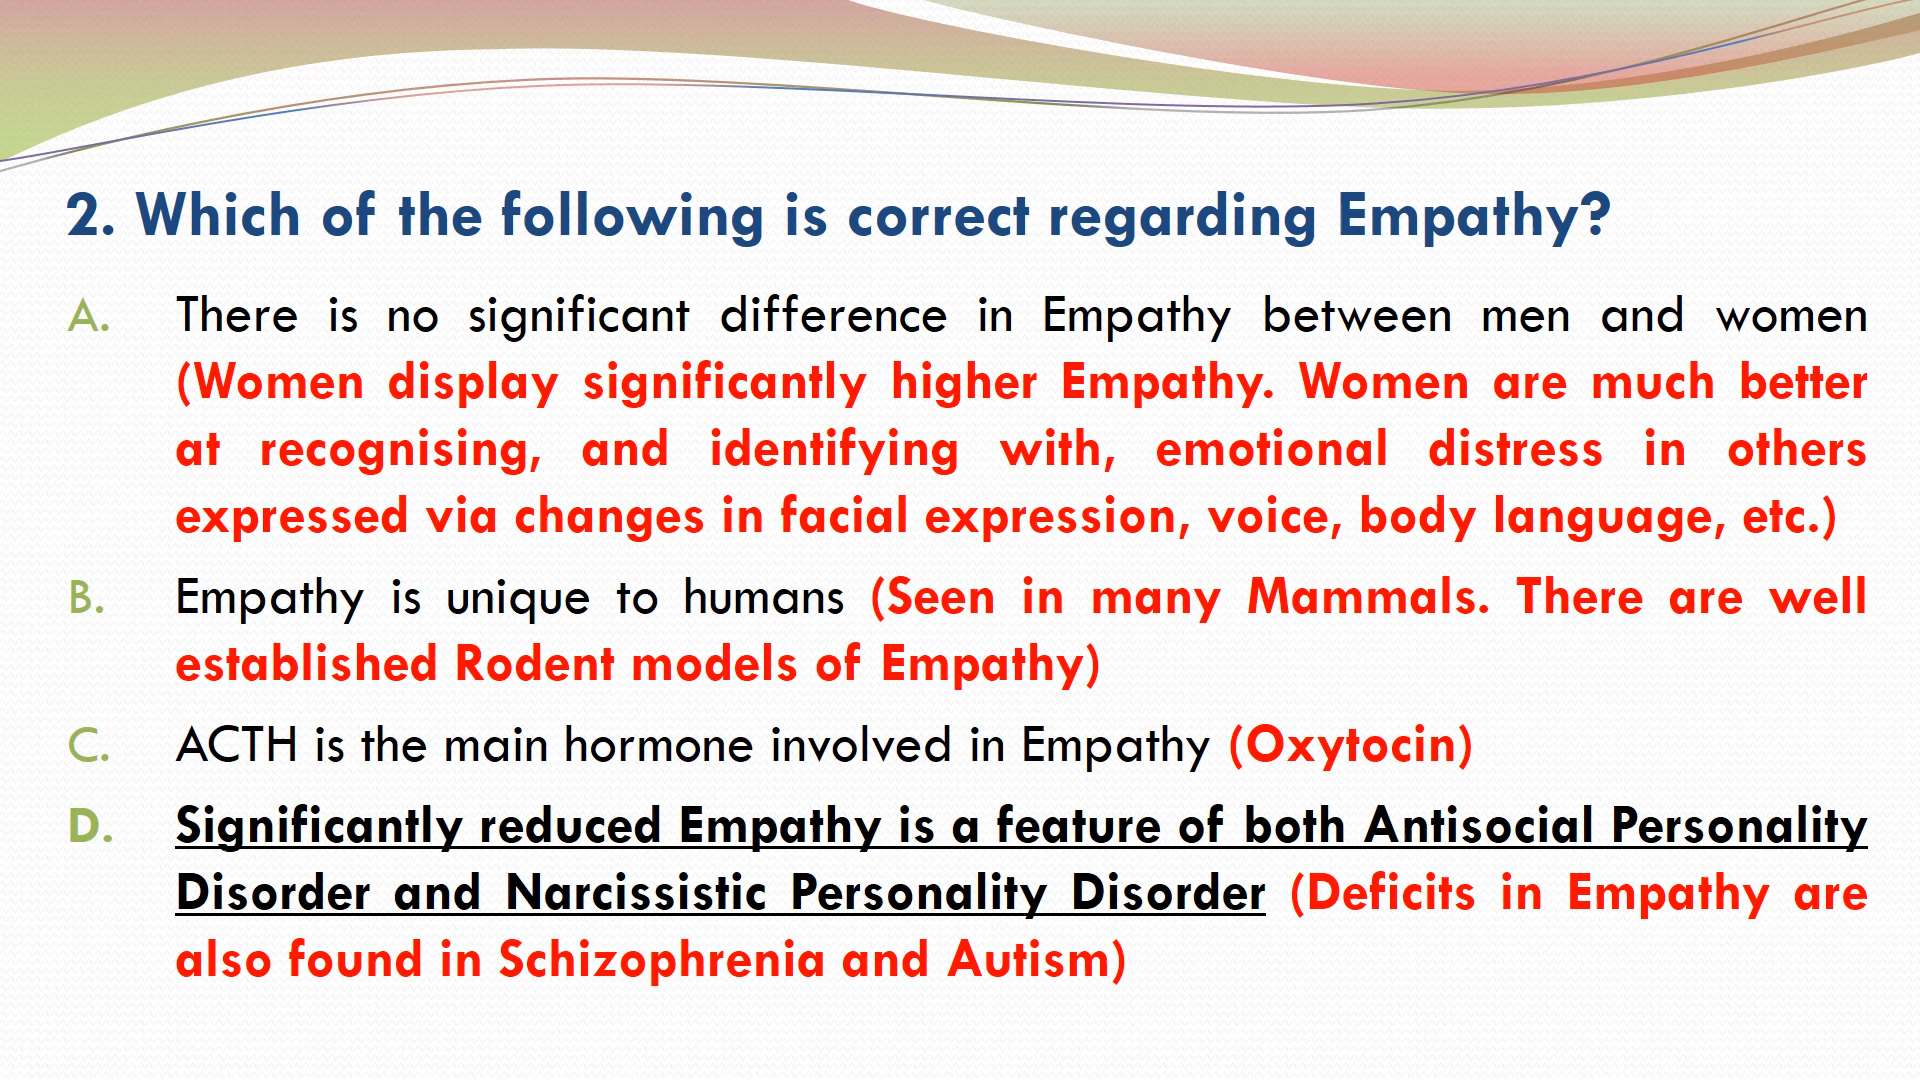 2. Which of the following is correct regarding Empathy?
A. There is no significant difference in Empathy between men and women
(Women display significantly higher Empathy. Women are much better
at recognising, and identifying with, emotional distress in others
expressed via changes in facial expression, voice, body language, etc.)
B. Empathy is unique to humans (Seen in many Mammals. There are well
established Rodent models of Empathy)
C. ACTH is the main hormone involved in Empathy (Oxytocin)
D. Significantly reduced Empathy is a feature of both Antisocial Personality
Disorder and Narcissistic Personality Disorder (Deficits in Empathy are
also found in Schizophrenia and Autism)